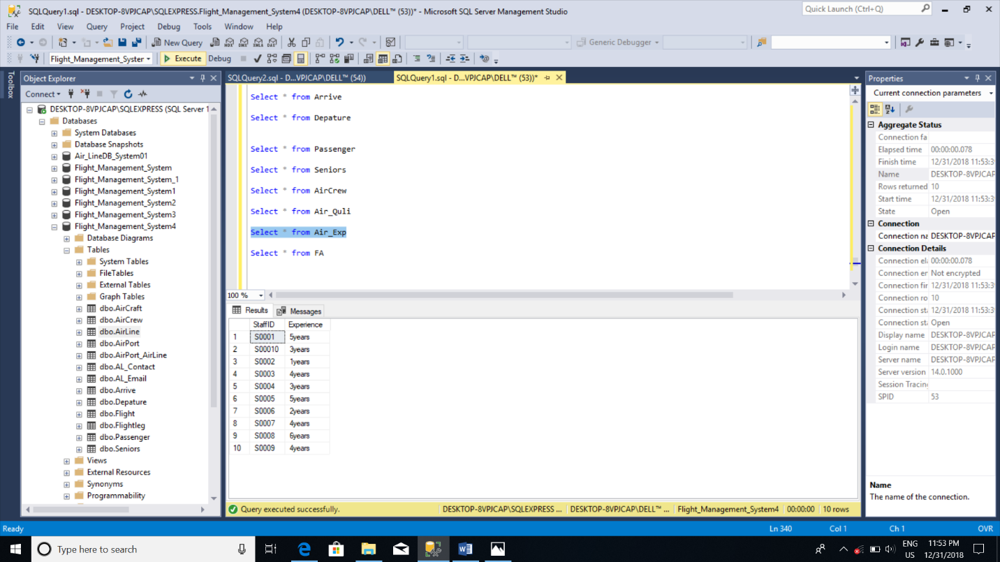 SQLQuery1.sql - DESKTOP-8VPJCAP\SQLEXPRESS.Flight_Management_System4 (DESKTOP-8VPJCAP\DELL™ (53))* - Microsoft SQL Server Management Studio
Quick Launch (Ctrl+Q)
File Edit View Query Project Debug Tools Window Help
New Query
MDX DMX XMLA DAX
Generic Debugger
Flight_Management_Syster
Execute Debug
Toolbox
Object Explorer
Connect
DESKTOP-8VPJCAP\SQLEXPRESS (SQL Server 1
Databases
System Databases
Database Snapshots
Air_LineDB_System01
Flight_Management_System
Flight_Management_System_1
Flight_Management_System1
Flight_Management_System2
Flight_Management_System3
Flight_Management_System4
Database Diagrams
Tables
System Tables
FileTables
External Tables
Graph Tables
dbo.AirCraft
dbo.AirCrew
dbo.AirLine
dbo.AirPort
dbo.AirPort_AirLine
dbo.AL_Contact
dbo.AL_Email
dbo.Arrive
dbo.Depature
dbo.Flight
dbo.Flightleg
dbo.Passenger
dbo.Seniors
Views
External Resources
Synonyms
Programmability
SQLQuery2.sql - D...VPJCAP\DELL™ (54))
SQLQuery1.sql - D...VPJCAP\DELL™ (53))*
Select * from Arrive
Select * from Depature
Select * from Passenger
Select * from Seniors
Select * from AirCrew
Select * from Air_Quli
Select * from Air_Exp
Select * from FA
100 %
Results Messages
StaffID Experience
1 S0001 5years
2 S00010 3years
3 S0002 1years
4 S0003 4years
5 S0004 3years
6 S0005 5years
7 S0006 2years
8 S0007 4years
9 S0008 6years
10 S0009 4years
Query executed successfully.
DESKTOP-8VPJCAP\SQLEXPRESS ... DESKTOP-8VPJCAP\DELL™ ... Flight_Management_System4 00:00:00 10 rows
Properties
Current connection parameters
Aggregate Status
Connection fa
Elapsed time 00:00:00.078
Finish time 12/31/2018 11:53:3
Name DESKTOP-8VPJCAP
Rows returned 10
Start time 12/31/2018 11:53:3
State Open
Connection
Connection na DESKTOP-8VPJCAP
Connection Details
Connection el 00:00:00.078
Connection er Not encrypted
Connection fir 12/31/2018 11:53:3
Connection ro 10
Connection st 12/31/2018 11:53:3
Connection st Open
Display name DESKTOP-8VPJCAP
Login name DESKTOP-8VPJCAP
Server name DESKTOP-8VPJCAP
Server version 14.0.1000
Session Tracin
SPID 53
Name
The name of the connection.
Ready
Ln 340 Col 1 Ch 1 OVR
Type here to search
ENG 11:53 PM
US 12/31/2018